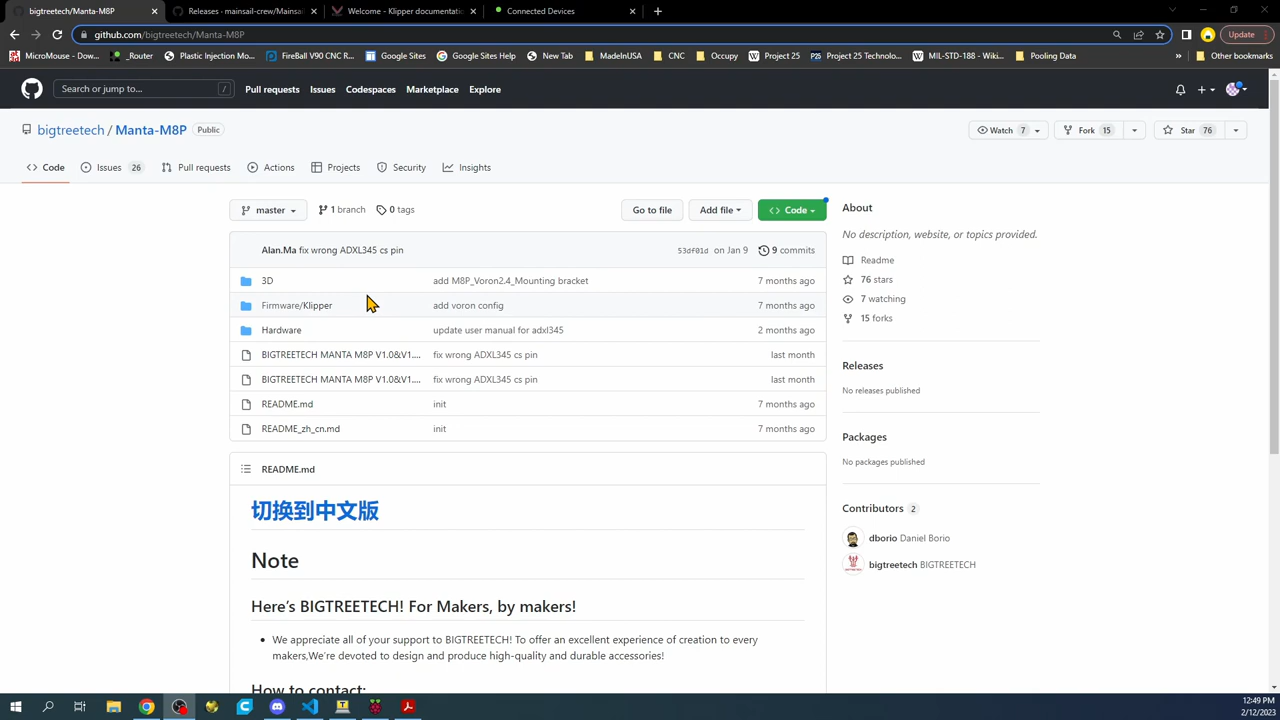 bigtreetech/Manta-M8P
Releases · mainsail-crew/Mainsai
Welcome - Klipper documentation
Connected Devices
github.com/bigtreetech/Manta-M8P
Update
MicroMouse - Dow...
_Router
Plastic Injection Mo...
FireBall V90 CNC R...
Google Sites
Google Sites Help
New Tab
MadeinUSA
CNC
Occupy
Project 25
Project 25 Technolo...
MIL-STD-188 - Wiki...
Pooling Data
»
Other bookmarks
Search or jump to...
/
Pull requests
Issues
Codespaces
Marketplace
Explore
bigtreetech / Manta-M8P
Public
Watch 7
Fork 15
Star 76
Code
Issues 26
Pull requests
Actions
Projects
Security
Insights
master
1 branch
0 tags
Go to file
Add file
Code
Alan.Ma fix wrong ADXL345 cs pin
53df01d on Jan 9
9 commits
3D
add M8P_Voron2.4_Mounting bracket
7 months ago
Firmware/Klipper
add voron config
7 months ago
Hardware
update user manual for adxl345
2 months ago
BIGTREETECH MANTA M8P V1.0&V1....
fix wrong ADXL345 cs pin
last month
BIGTREETECH MANTA M8P V1.0&V1....
fix wrong ADXL345 cs pin
last month
README.md
init
7 months ago
README_zh_cn.md
init
7 months ago
README.md
切换到中文版
Note
Here's BIGTREETECH! For Makers, by makers!
We appreciate all of your support to BIGTREETECH! To offer an excellent experience of creation to every
makers,We're devoted to design and produce high-quality and durable accessories!
How to contact:
About
No description, website, or topics provided.
Readme
76 stars
7 watching
15 forks
Releases
No releases published
Packages
No packages published
Contributors 2
dborio Daniel Borio
bigtreetech BIGTREETECH
12:49 PM
2/12/2023